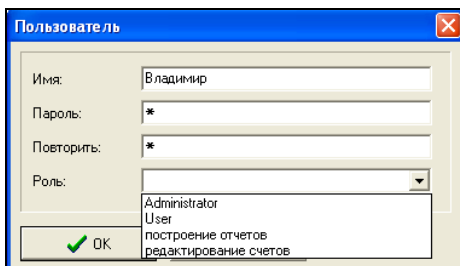 Пользователь
Имя: Владимир
Пароль: *
Повторить: *
Роль:
Administrator
User
построение отчетов
редактирование счетов
OK